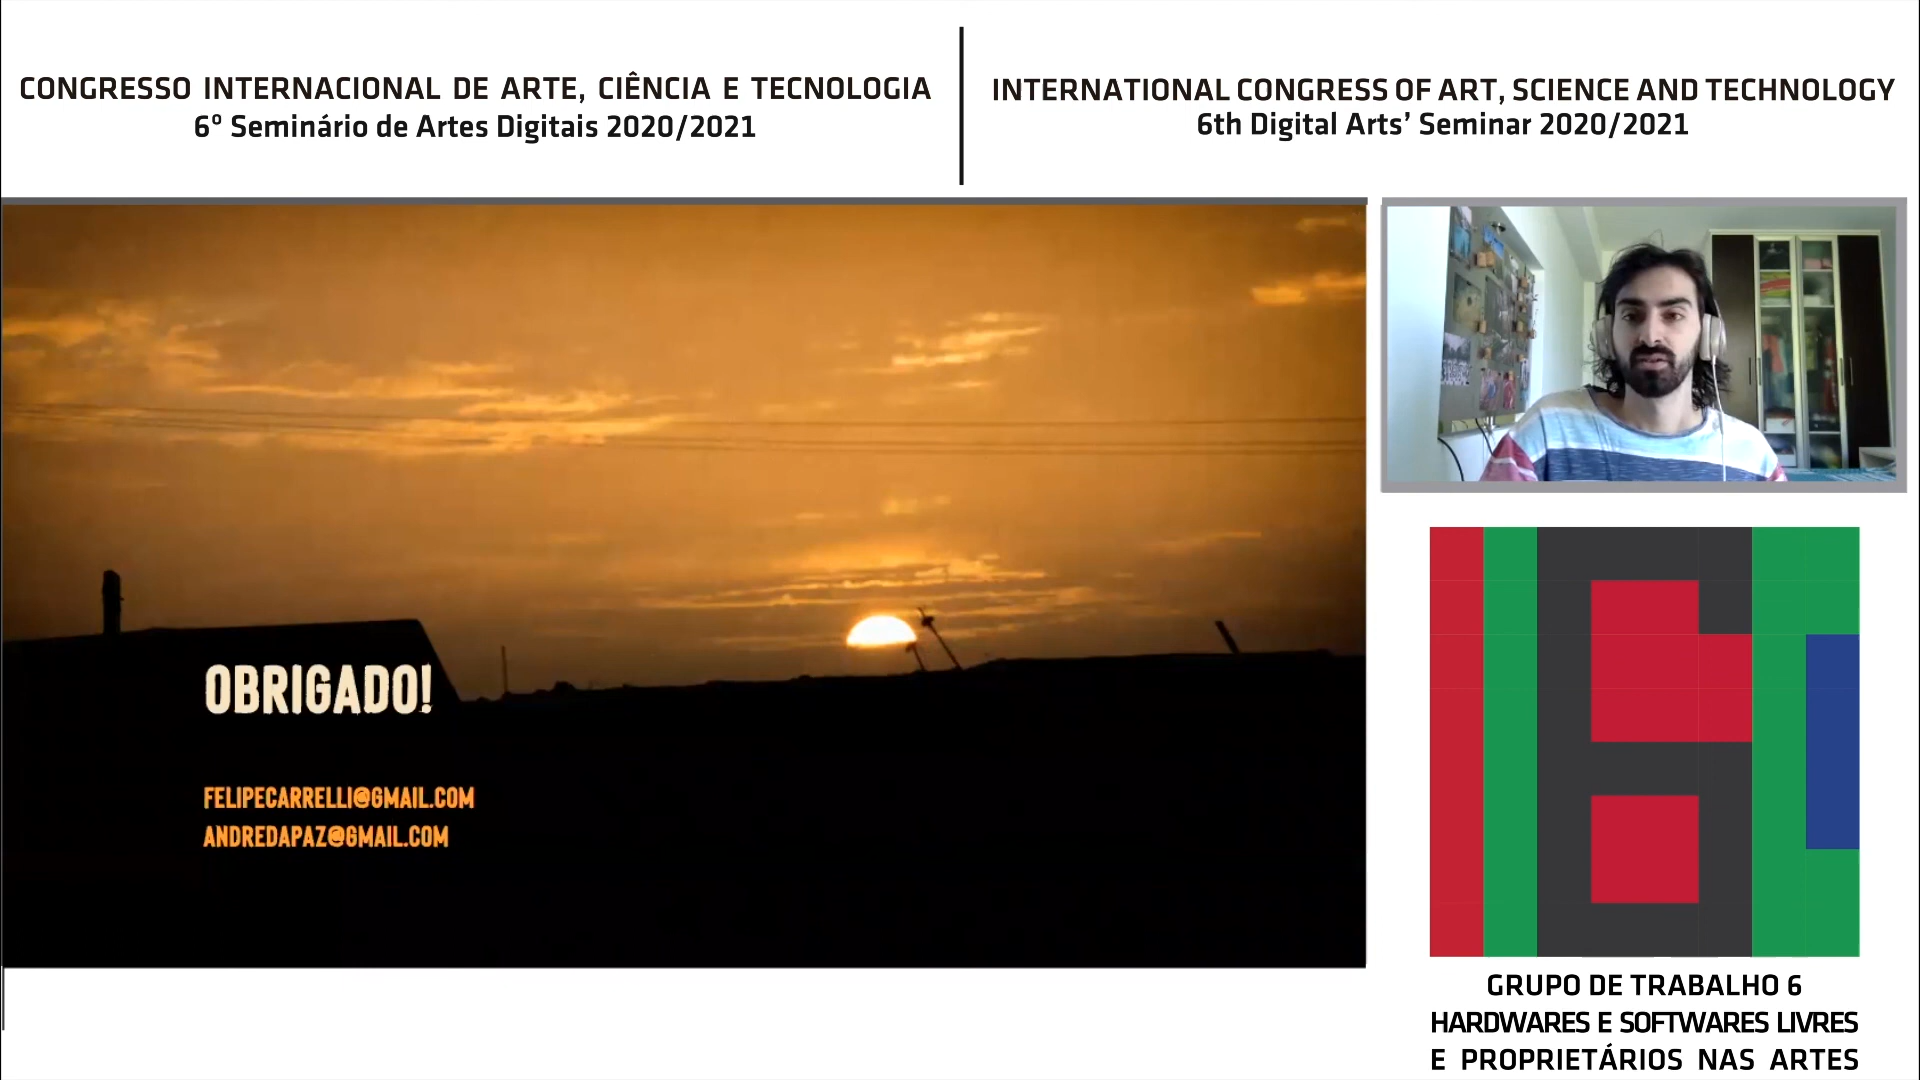 CONGRESSO INTERNACIONAL DE ARTE, CIÊNCIA E TECNOLOGIA
6º Seminário de Artes Digitais 2020/2021
INTERNATIONAL CONGRESS OF ART, SCIENCE AND TECHNOLOGY
6th Digital Arts' Seminar 2020/2021
OBRIGADO!
FELIPECARRELLI@GMAIL.COM
ANDREDAPAZ@GMAIL.COM
GRUPO DE TRABALHO 6
HARDWARES E SOFTWARES LIVRES
E PROPRIETÁRIOS NAS ARTES